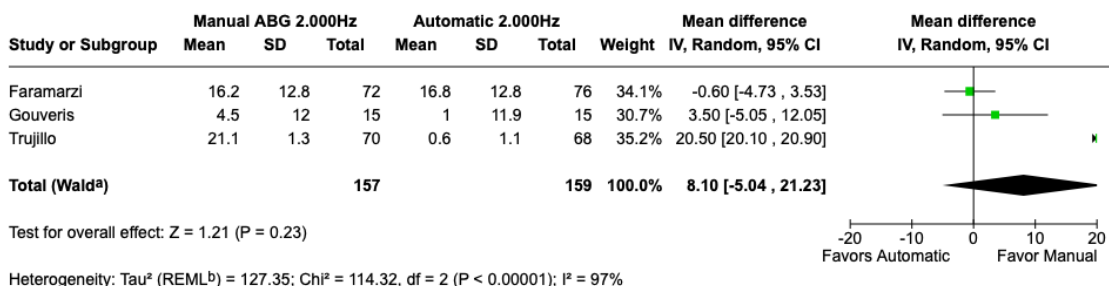 Manual ABG 2.000Hz Automatic 2.000Hz Mean difference Mean difference
Study or Subgroup Mean SD Total Mean SD Total Weight IV, Random, 95% CI IV, Random, 95% CI
Faramarzi 16.2 12.8 72 16.8 12.8 76 34.1% -0.60 [-4.73 , 3.53]
Gouveris 4.5 12 15 1 11.9 15 30.7% 3.50 [-5.05 , 12.05]
Trujillo 21.1 1.3 70 0.6 1.1 68 35.2% 20.50 [20.10 , 20.90]
Total (Waldᵃ) 157 159 100.0% 8.10 [-5.04 , 21.23]
-20 -10 0 10 20
Test for overall effect: Z = 1.21 (P = 0.23)
Favors Automatic Favor Manual
Heterogeneity: Tau² (REMLᵇ) = 127.35; Chi² = 114.32, df = 2 (P < 0.00001); I² = 97%